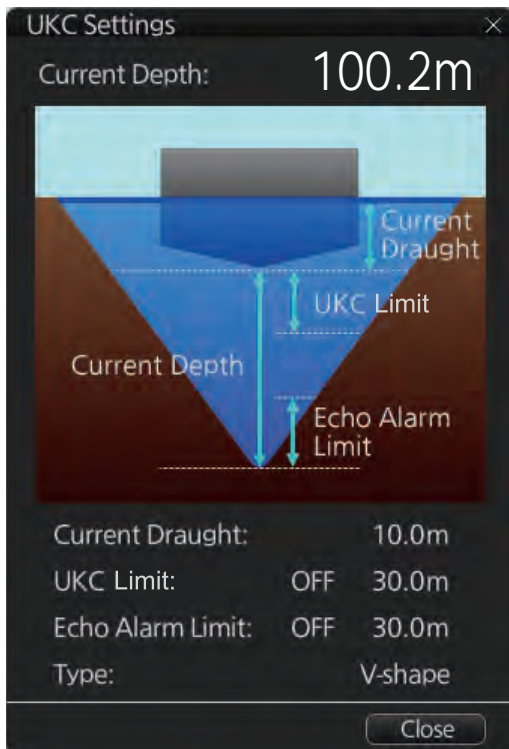 UKC Settings ×
Current Depth: 100.2m
Current
Draught
UKC Limit
Current Depth
Echo Alarm
Limit
Current Draught: 10.0m
UKC Limit: OFF 30.0m
Echo Alarm Limit: OFF 30.0m
Type: V-shape
Close